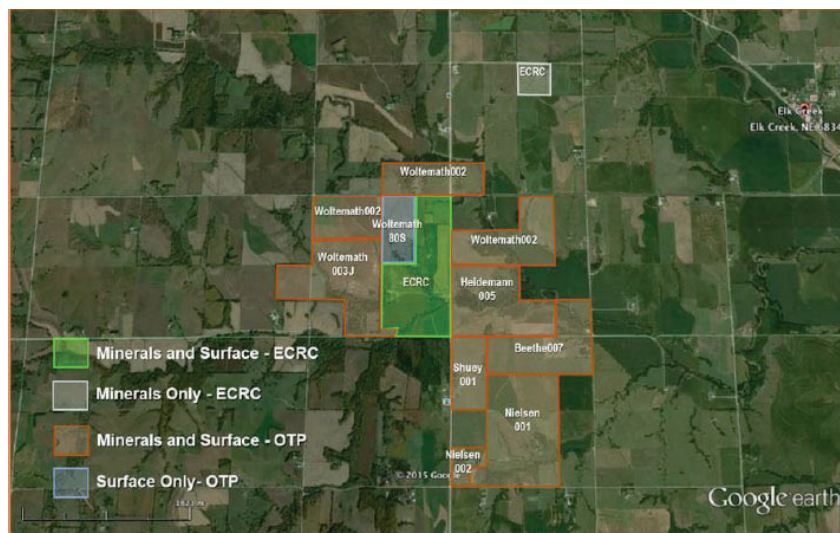 ECRC
Elk Creek
Elk Creek, NE 6834
Woltemath002
Woltemath002
Woltemath
80S
Woltemath002
Woltemath
003J
ECRC
Heidemann
005
Minerals and Surface - ECRC
Beethe007
Shuey
001
Minerals Only - ECRC
Nielsen
001
Minerals and Surface - OTP
Nielsen
002
Surface Only- OTP
© 2015 Google
Google earth